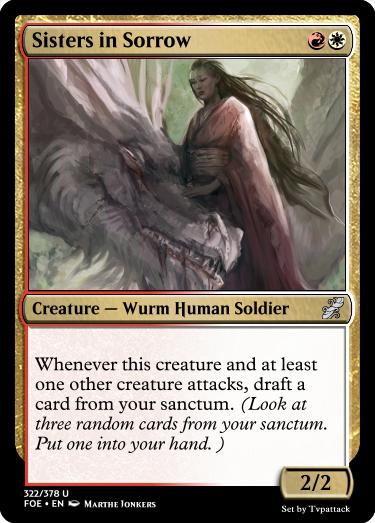 Sisters in Sorrow
Creature — Wurm Human Soldier
Whenever this creature and at least
one other creature attacks, draft a
card from your sanctum. (Look at
three random cards from your sanctum.
Put one into your hand. )
2/2
322/378 U
FOE • EN Marthe Jonkers
Set by Tvpattack